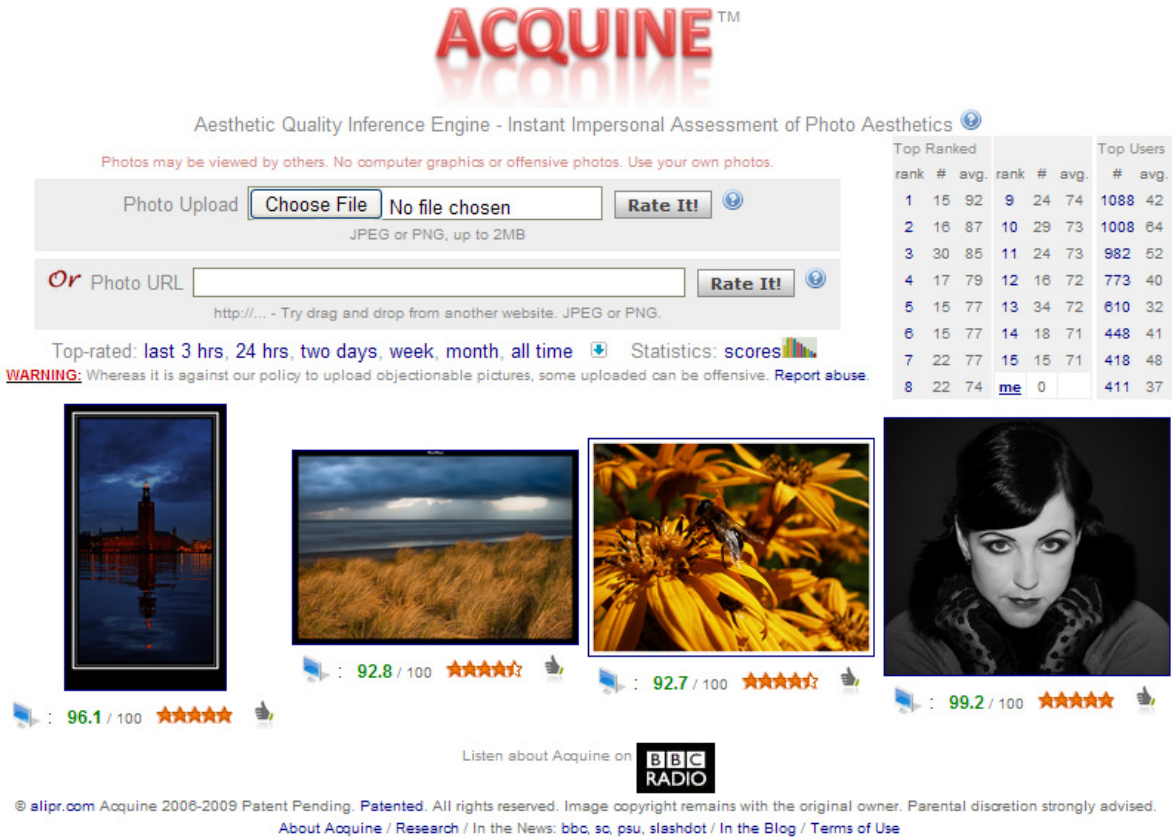 ACQUINE™
Aesthetic Quality Inference Engine - Instant Impersonal Assessment of Photo Aesthetics ?
Photos may be viewed by others. No computer graphics or offensive photos. Use your own photos.
Photo Upload Choose File No file chosen Rate It! ?
JPEG or PNG, up to 2MB
Or Photo URL Rate It! ?
http://... - Try drag and drop from another website. JPEG or PNG.
Top-rated: last 3 hrs, 24 hrs, two days, week, month, all time Statistics: scores
WARNING: Whereas it is against our policy to upload objectionable pictures, some uploaded can be offensive. Report abuse.
Top Ranked Top Users
rank # avg. rank # avg. # avg.
1 15 92 9 24 74 1088 42
2 16 87 10 29 73 1008 64
3 30 85 11 24 73 982 52
4 17 79 12 16 72 773 40
5 15 77 13 34 72 610 32
6 15 77 14 18 71 448 41
7 22 77 15 15 71 418 48
8 22 74 me 0 411 37
: 96.1 / 100
: 92.8 / 100
: 92.7 / 100
: 99.2 / 100
Listen about Acquine on BBC RADIO
© alipr.com Acquine 2006-2009 Patent Pending. Patented. All rights reserved. Image copyright remains with the original owner. Parental discretion strongly advised.
About Acquine / Research / In the News: bbc, sc, psu, slashdot / In the Blog / Terms of Use